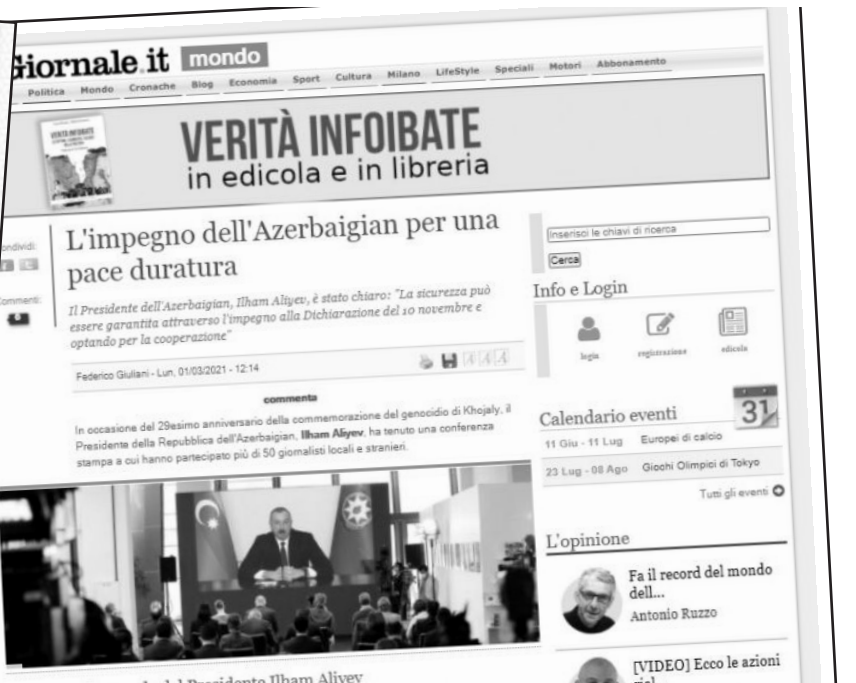 Giornale.it mondo
Politica Mondo Cronache Blog Economia Sport Cultura Milano LifeStyle Speciali Motori Abbonamento
VERITÀ INFOIBATE
in edicola e in libreria
L'impegno dell'Azerbaigian per una
pace duratura
Il Presidente dell'Azerbaigian, Ilham Aliyev, è stato chiaro: "La sicurezza può
essere garantita attraverso l'impegno alla Dichiarazione del 10 novembre e
optando per la cooperazione"
Federico Giuliani - Lun, 01/03/2021 - 12:14
commenta
In occasione del 29esimo anniversario della commemorazione del genocidio di Khojaly, il
Presidente della Repubblica dell'Azerbaigian, Ilham Aliyev, ha tenuto una conferenza
stampa a cui hanno partecipato più di 50 giornalisti locali e stranieri.
del Presidente Ilham Aliyev
Inserisci le chiavi di ricerca
Cerca
Info e Login
login registrazione edicola
Calendario eventi
31
11 Giu - 11 Lug Europei di calcio
23 Lug - 08 Ago Giochi Olimpici di Tokyo
Tutti gli eventi
L'opinione
Fa il record del mondo
dell...
Antonio Ruzzo
[VIDEO] Ecco le azioni